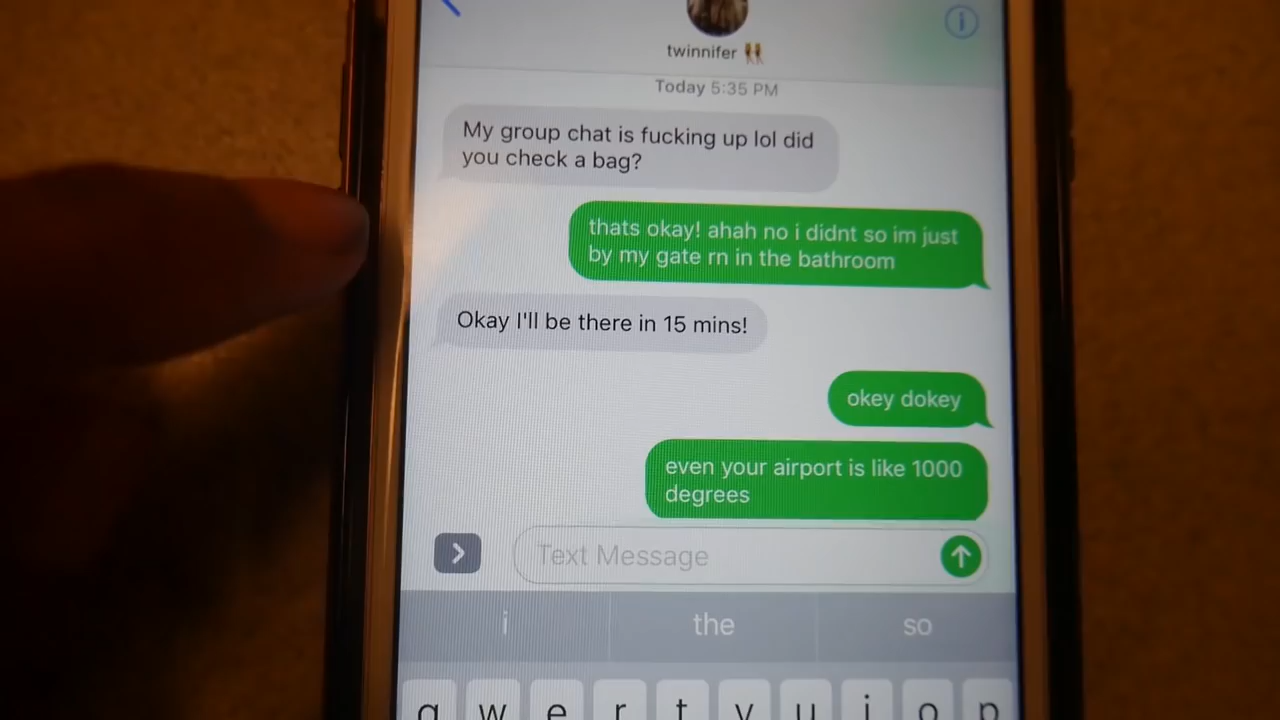 twinnifer 👯
Today 5:35 PM
My group chat is fucking up lol did
you check a bag?
thats okay! ahah no i didnt so im just
by my gate rn in the bathroom
Okay I'll be there in 15 mins!
okey dokey
even your airport is like 1000
degrees
Text Message
i the so
q w e r t y u i o p